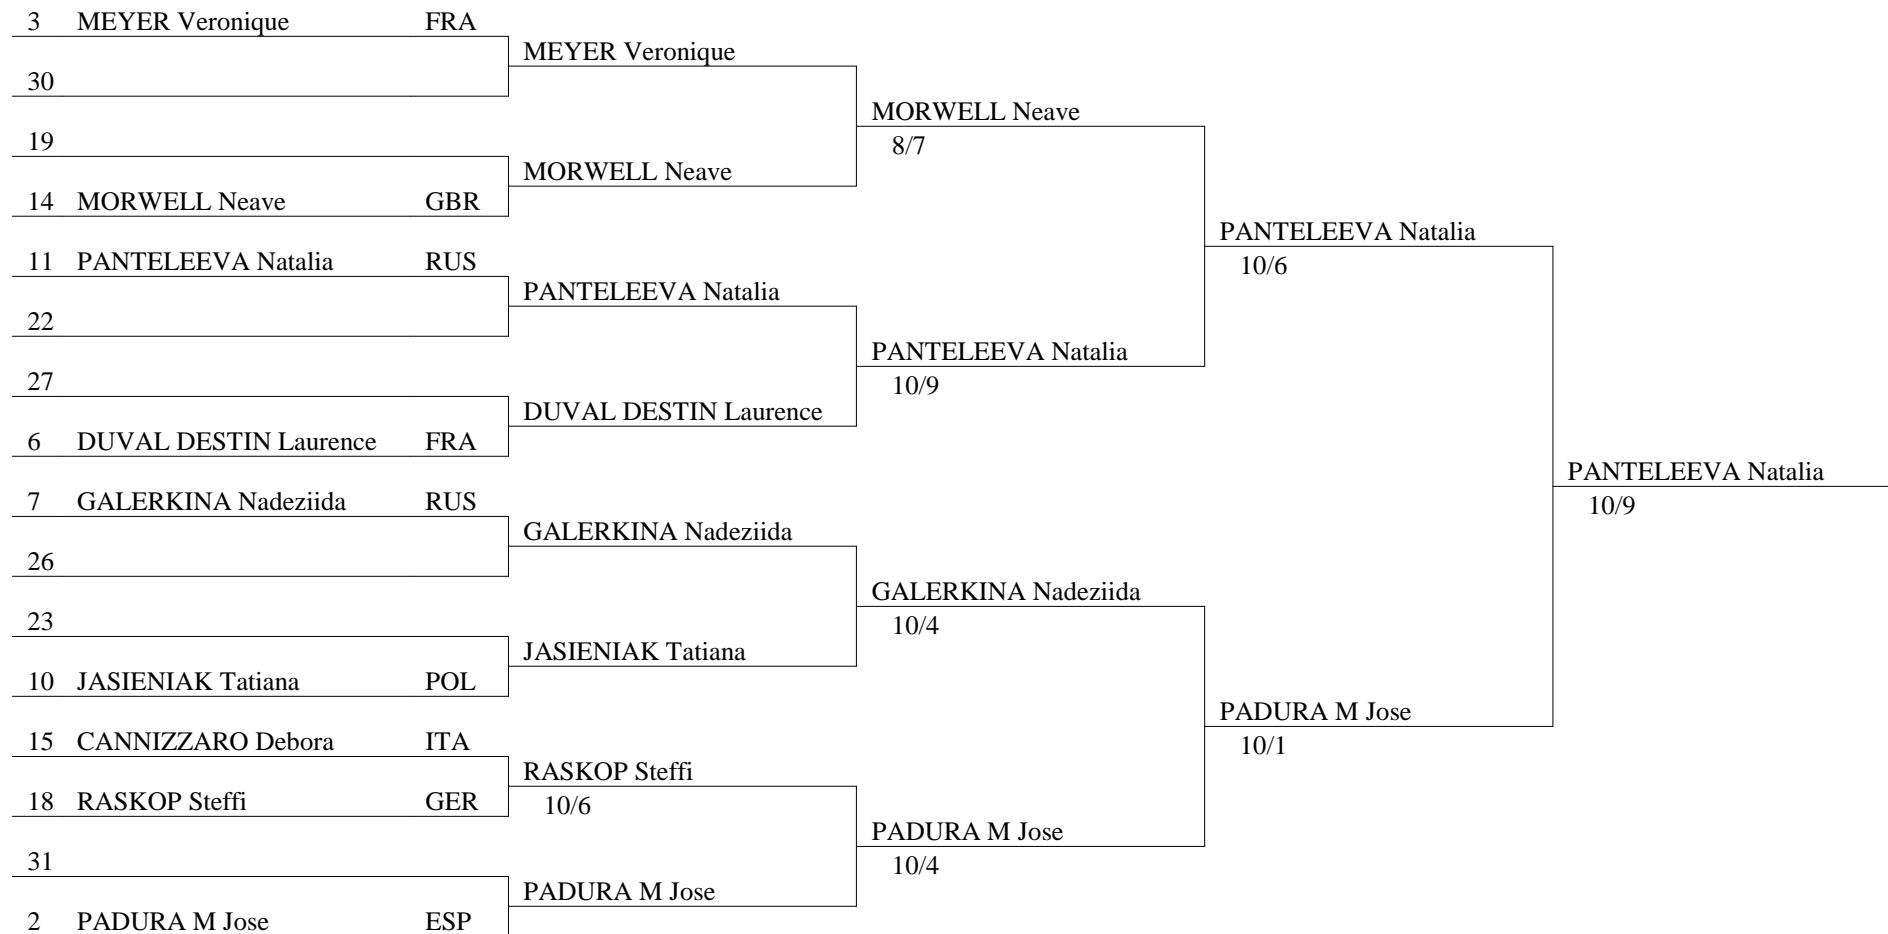 3 MEYER Veronique FRA
MEYER Veronique
30
MORWELL Neave
8/7
19
MORWELL Neave
14 MORWELL Neave GBR
PANTELEEVA Natalia
10/6
11 PANTELEEVA Natalia RUS
PANTELEEVA Natalia
22
PANTELEEVA Natalia
10/9
27
DUVAL DESTIN Laurence
6 DUVAL DESTIN Laurence FRA
PANTELEEVA Natalia
10/9
7 GALERKINA Nadeziida RUS
GALERKINA Nadeziida
26
GALERKINA Nadeziida
10/4
23
JASIENIAK Tatiana
10 JASIENIAK Tatiana POL
PADURA M Jose
10/1
15 CANNIZZARO Debora ITA
RASKOP Steffi
10/6
18 RASKOP Steffi GER
PADURA M Jose
10/4
31
PADURA M Jose
2 PADURA M Jose ESP